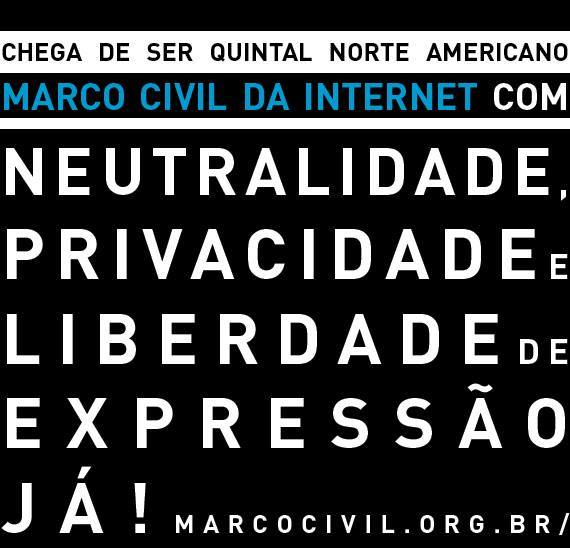 CHEGA DE SER QUINTAL NORTE AMERICANO
MARCO CIVIL DA INTERNET COM
NEUTRALIDADE,
PRIVACIDADE E
LIBERDADE DE
EXPRESSÃO
JÁ! MARCOCIVIL.ORG.BR/